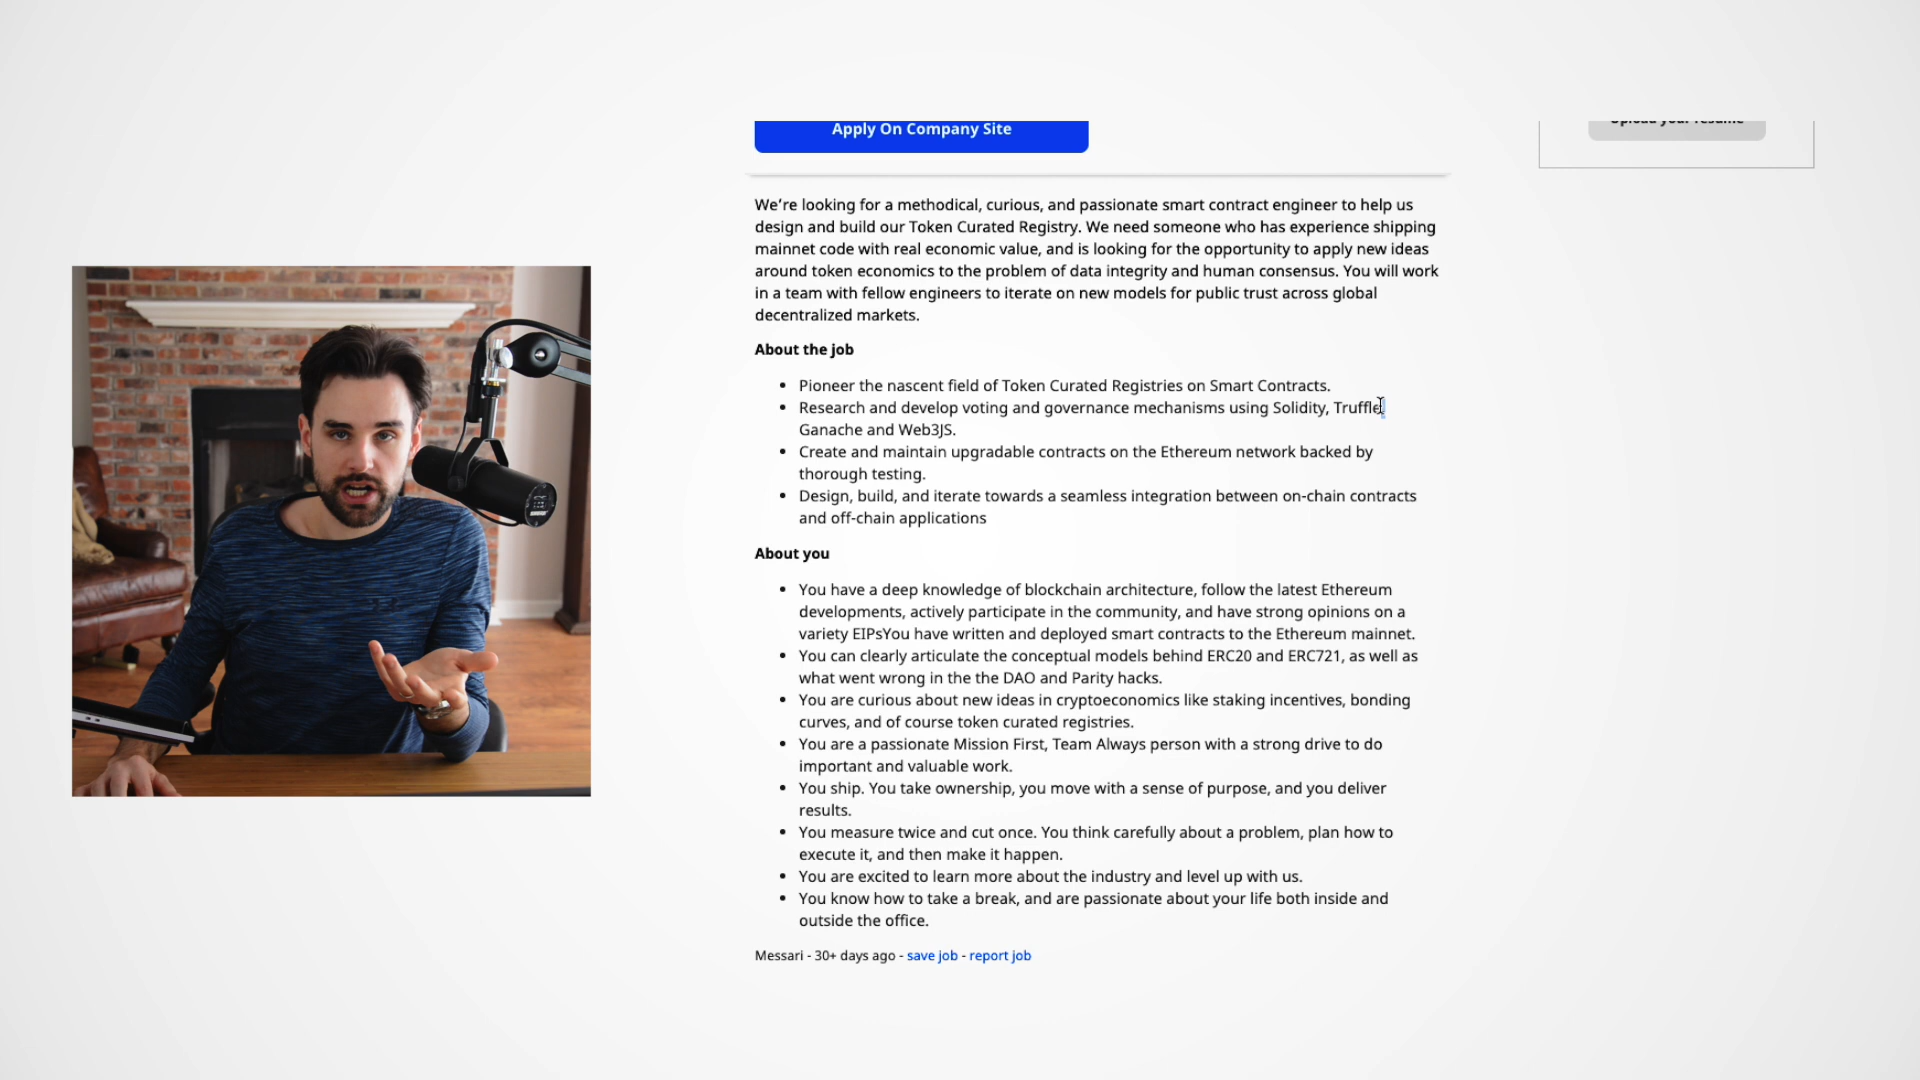 Apply On Company Site
Upload your resume
We're looking for a methodical, curious, and passionate smart contract engineer to help us
design and build our Token Curated Registry. We need someone who has experience shipping
mainnet code with real economic value, and is looking for the opportunity to apply new ideas
around token economics to the problem of data integrity and human consensus. You will work
in a team with fellow engineers to iterate on new models for public trust across global
decentralized markets.
About the job
• Pioneer the nascent field of Token Curated Registries on Smart Contracts.
• Research and develop voting and governance mechanisms using Solidity, Truffle,
Ganache and Web3JS.
• Create and maintain upgradable contracts on the Ethereum network backed by
thorough testing.
• Design, build, and iterate towards a seamless integration between on-chain contracts
and off-chain applications
About you
• You have a deep knowledge of blockchain architecture, follow the latest Ethereum
developments, actively participate in the community, and have strong opinions on a
variety EIPsYou have written and deployed smart contracts to the Ethereum mainnet.
• You can clearly articulate the conceptual models behind ERC20 and ERC721, as well as
what went wrong in the the DAO and Parity hacks.
• You are curious about new ideas in cryptoeconomics like staking incentives, bonding
curves, and of course token curated registries.
• You are a passionate Mission First, Team Always person with a strong drive to do
important and valuable work.
• You ship. You take ownership, you move with a sense of purpose, and you deliver
results.
• You measure twice and cut once. You think carefully about a problem, plan how to
execute it, and then make it happen.
• You are excited to learn more about the industry and level up with us.
• You know how to take a break, and are passionate about your life both inside and
outside the office.
Messari - 30+ days ago - save job - report job